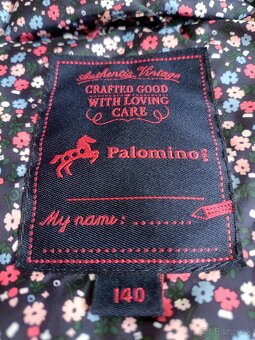 Authentic Vintage
CRAFTED GOOD
WITH LOVING
CARE
Palomino
My name: ........
140